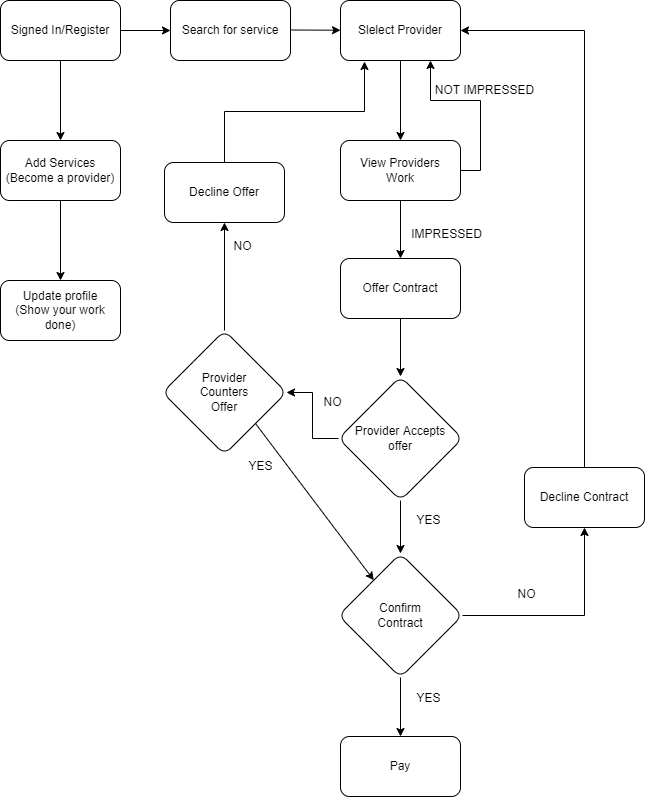 Signed In/Register
Search for service
Slelect Provider
NOT IMPRESSED
Add Services
(Become a provider)
View Providers
Work
Decline Offer
IMPRESSED
NO
Update profile
(Show your work
done)
Offer Contract
Provider
Counters
Offer
NO
Provider Accepts
offer
YES
Decline Contract
YES
Confirm
Contract
NO
YES
Pay